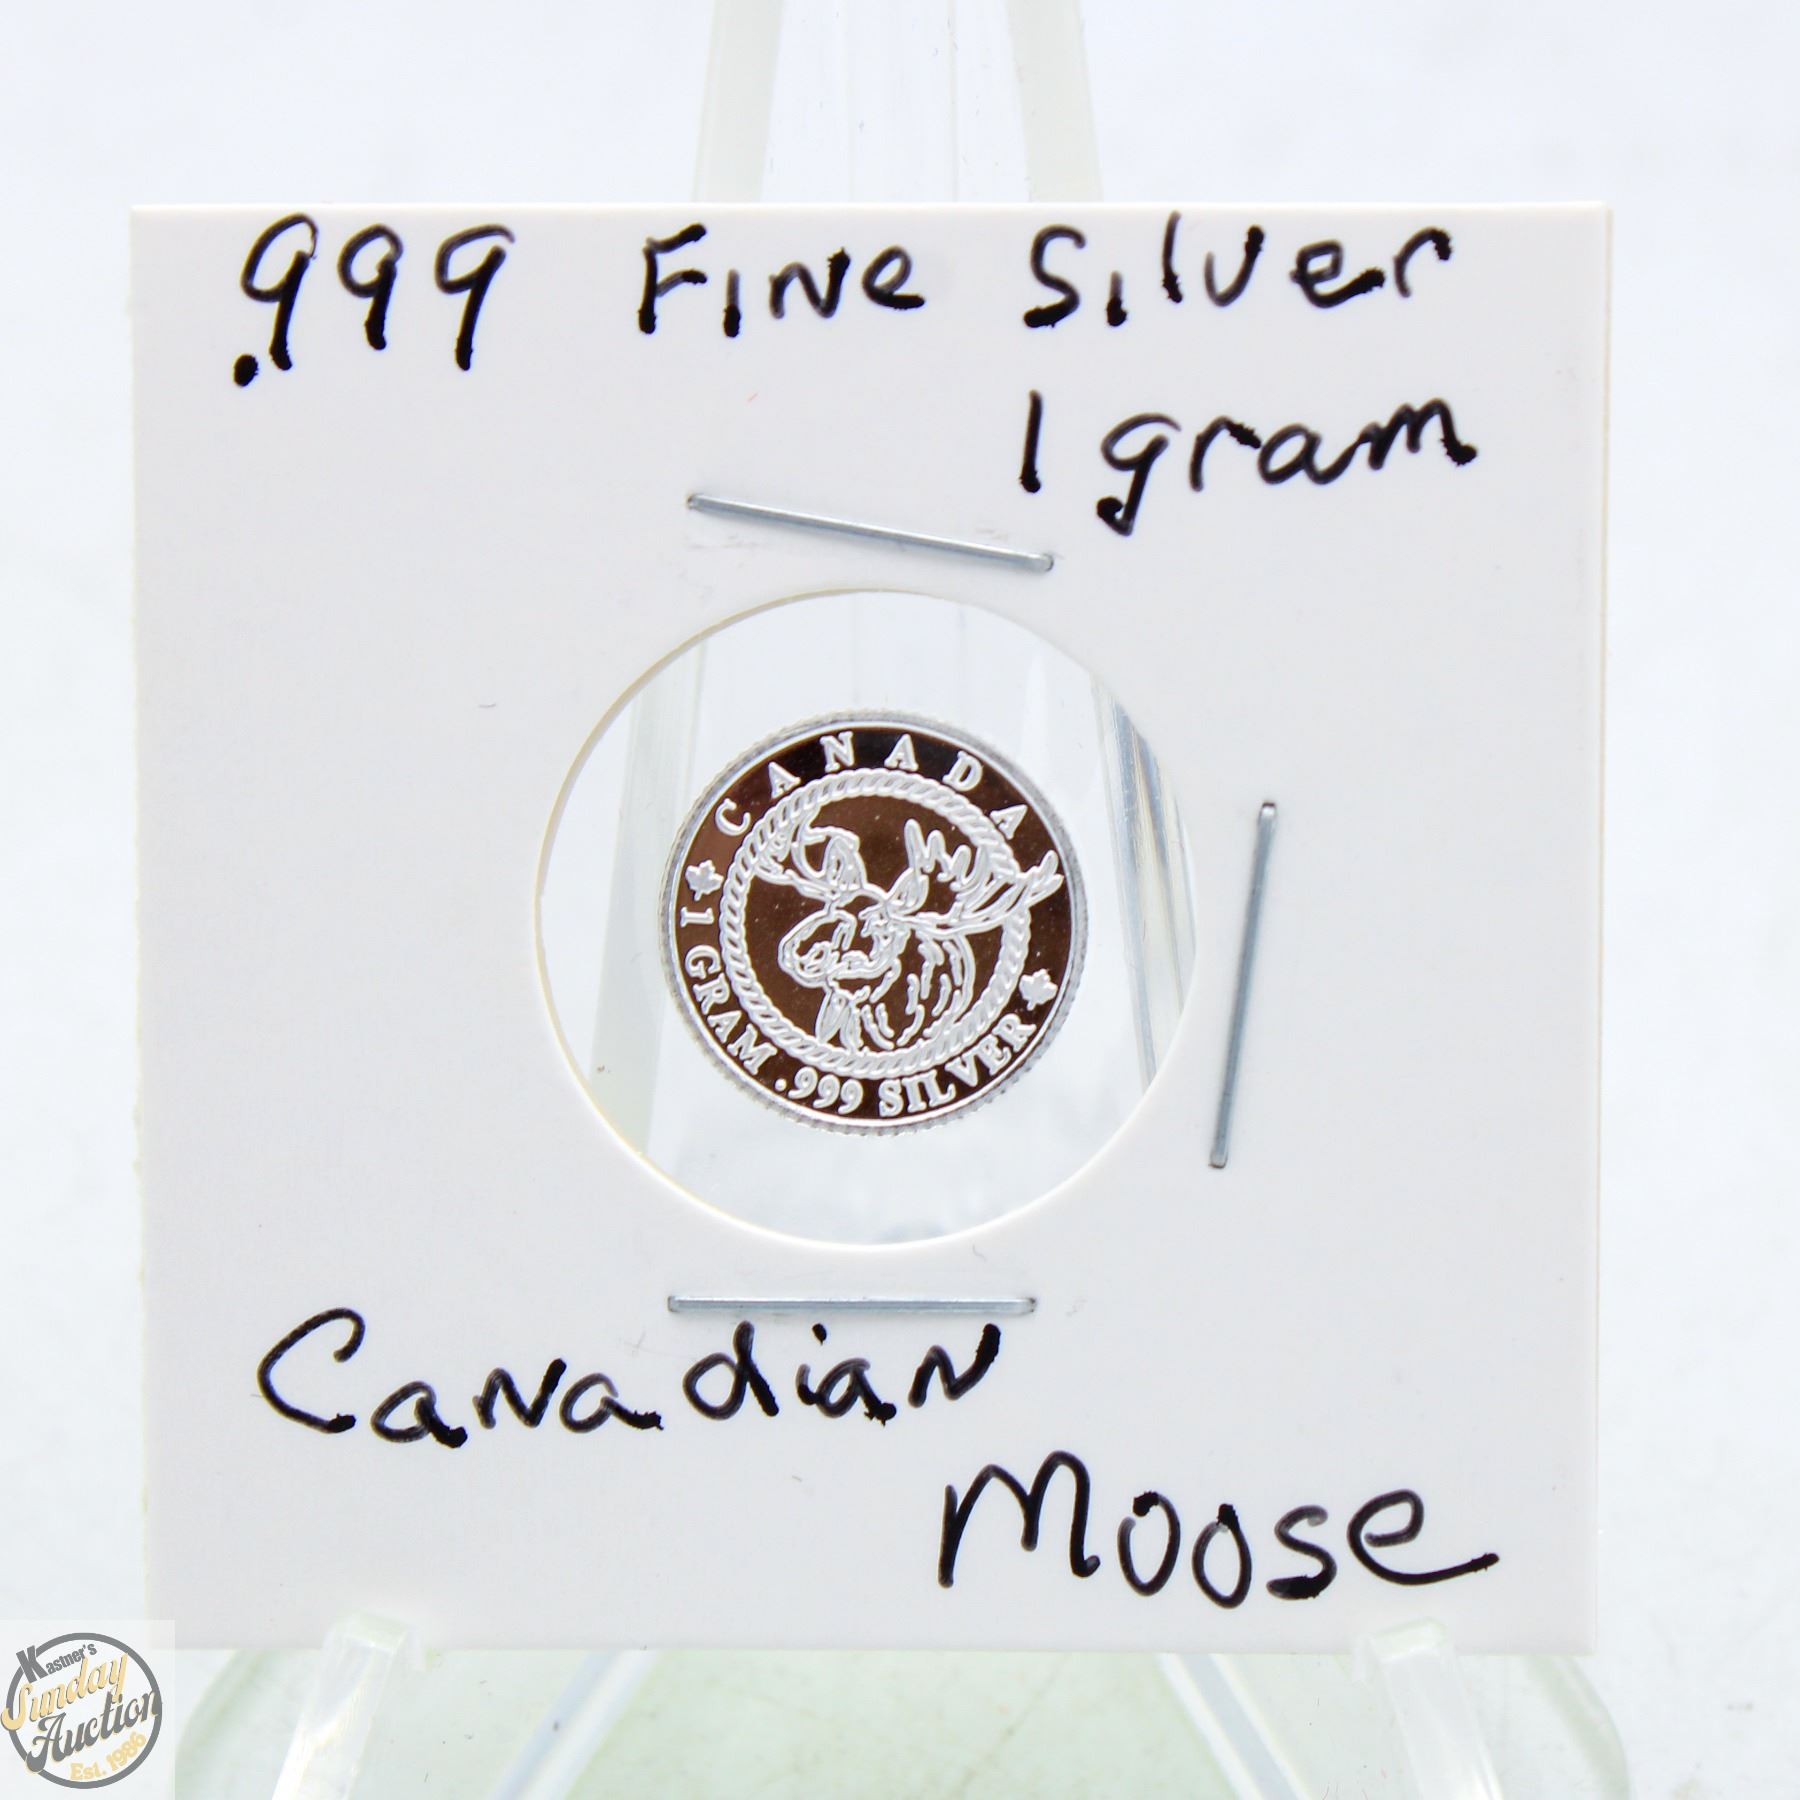 .999 Fine Silver
1 gram
CANADA
1 GRAM .999 SILVER
Canadian
Moose
Kastner's
Sunday
Auction
Est. 1986